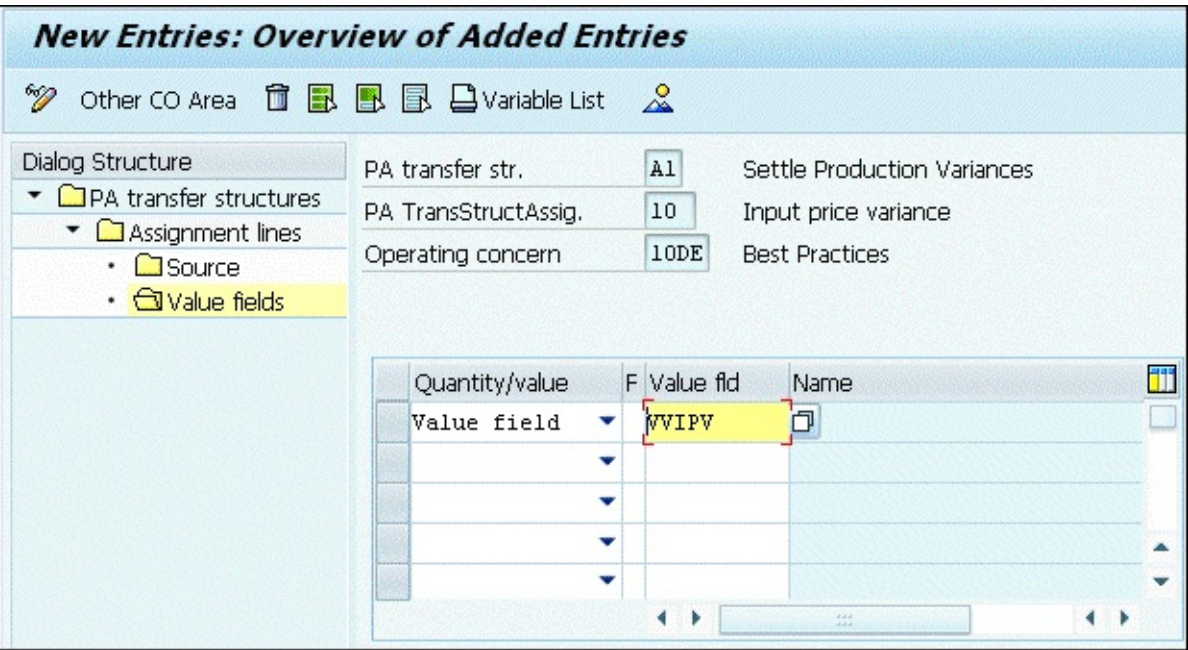 New Entries: Overview of Added Entries
Other CO Area Variable List
Dialog Structure
PA transfer structures
Assignment lines
Source
Value fields
PA transfer str. A1 Settle Production Variances
PA TransStructAssig. 10 Input price variance
Operating concern 10DE Best Practices
Quantity/value F Value fld Name
Value field VVIPV